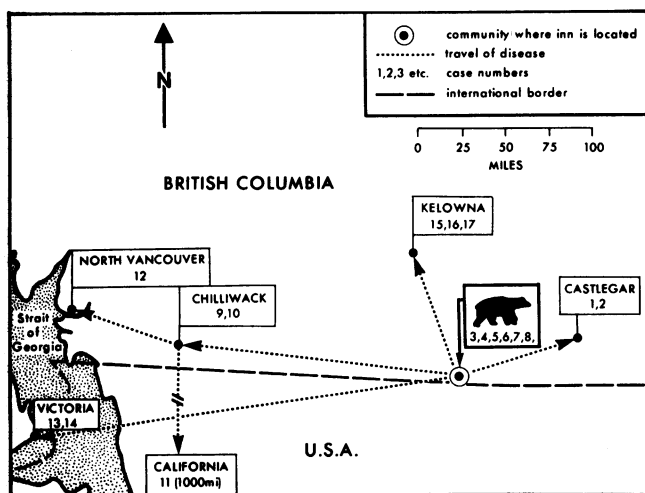 community where inn is located
travel of disease
1,2,3 etc. case numbers
international border
N
0 25 50 75 100
MILES
BRITISH COLUMBIA
KELOWNA
15,16,17
NORTH VANCOUVER
12
CHILLIWACK
9,10
CASTLEGAR
1,2
3,4,5,6,7,8,
Strait
of
Georgia
VICTORIA
13,14
U.S.A.
CALIFORNIA
11 (1000mi)